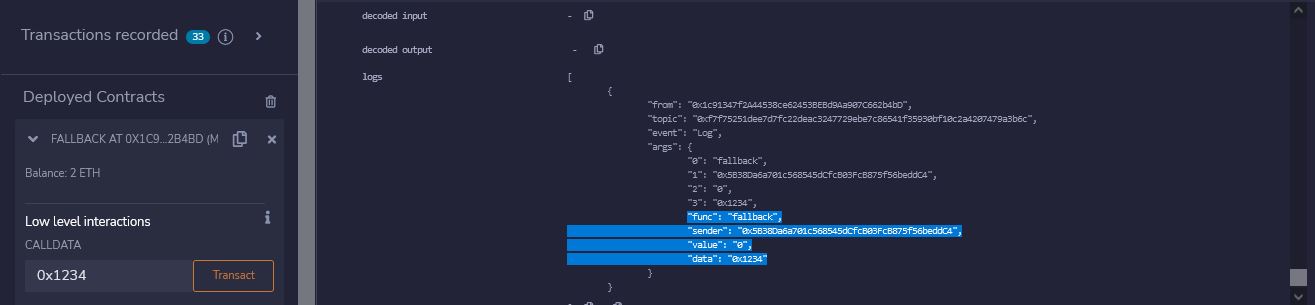 Transactions recorded 33 i >
Deployed Contracts
FALLBACK AT 0X1C9...2B4BD (M
Balance: 2 ETH
Low level interactions
CALLDATA
0x1234 Transact
decoded input -
decoded output -
logs [
{
"from": "0x1c91347f2A44538ce62453BEBd9Aa907C662b4bD",
"topic": "0xf7f75251dee7d7fc22deac3247729ebe7c86541f35930bf10c2a4207479a3b6c",
"event": "Log",
"args": {
"0": "fallback",
"1": "0x5B38Da6a701c568545dCfcB03FcB875f56beddC4",
"2": "0",
"3": "0x1234",
"func": "fallback",
"sender": "0x5B38Da6a701c568545dCfcB03FcB875f56beddC4",
"value": "0",
"data": "0x1234"
}
}